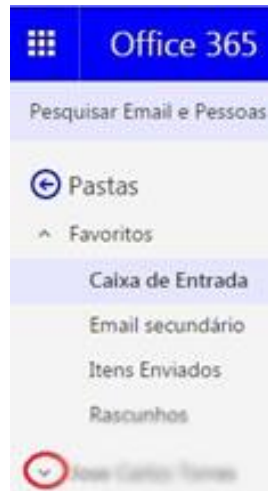 Office 365
Pesquisar Email e Pessoas
Pastas
Favoritos
Caixa de Entrada
Email secundário
Itens Enviados
Rascunhos